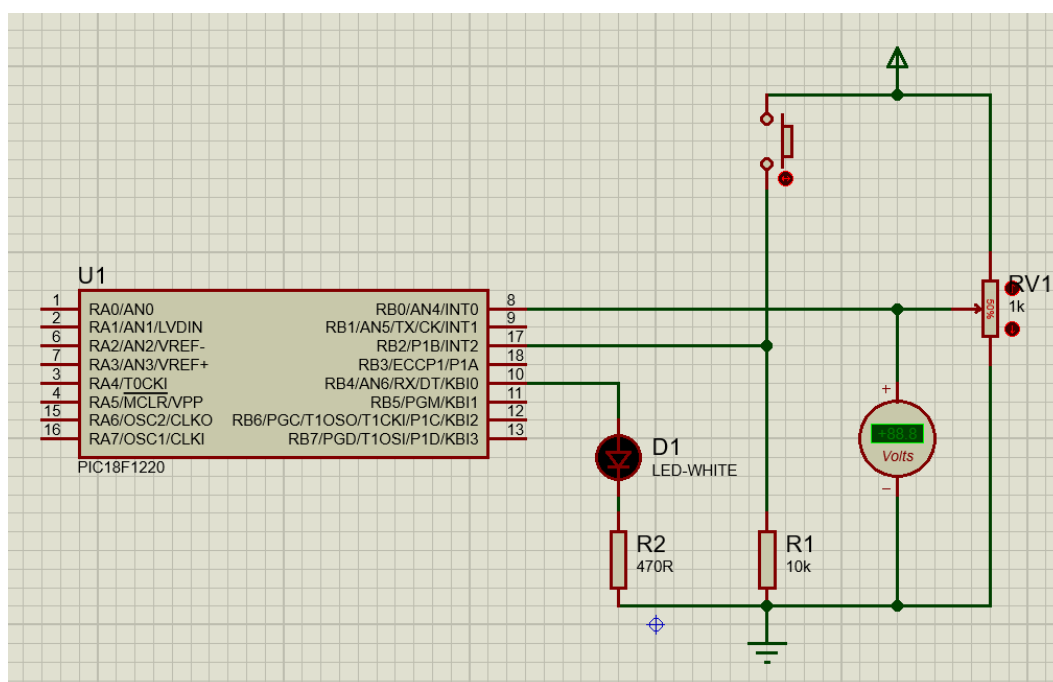 U1
1 RA0/AN0 RB0/AN4/INT0 8
2 RA1/AN1/LVDIN RB1/AN5/TX/CK/INT1 9
6 RA2/AN2/VREF- RB2/P1B/INT2 17
7 RA3/AN3/VREF+ RB3/ECCP1/P1A 18
3 RA4/T0CKI RB4/AN6/RX/DT/KBI0 10
4 RA5/MCLR/VPP RB5/PGM/KBI1 11
15 RA6/OSC2/CLKO RB6/PGC/T1OSO/T1CKI/P1C/KBI2 12
16 RA7/OSC1/CLKI RB7/PGD/T1OSI/P1D/KBI3 13
PIC18F1220
RV1
50% 1k
+
+88.8
Volts
−
D1
LED-WHITE
R2
470R
R1
10k